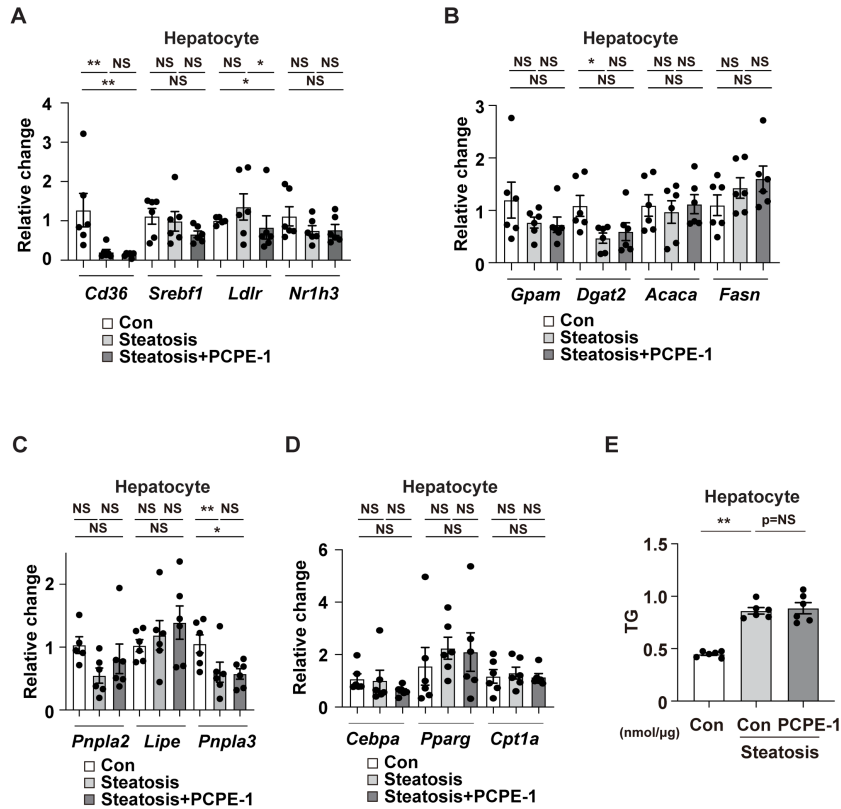 A
Hepatocyte
** NS NS NS NS * NS NS
** NS * NS
4
3
2
1
0
Relative change
Cd36 Srebf1 Ldlr Nr1h3
Con
Steatosis
Steatosis+PCPE-1
B
Hepatocyte
NS NS * NS NS NS NS NS
NS NS NS NS
3
2
1
0
Relative change
Gpam Dgat2 Acaca Fasn
Con
Steatosis
Steatosis+PCPE-1
C
Hepatocyte
NS NS NS NS ** NS
NS NS *
2
1
0
Relative change
Pnpla2 Lipe Pnpla3
Con
Steatosis
Steatosis+PCPE-1
D
Hepatocyte
NS NS NS NS NS NS
NS NS NS
6
4
2
0
Relative change
Cebpa Pparg Cpt1a
Con
Steatosis
Steatosis+PCPE-1
E
Hepatocyte
** p=NS
1.5
1.0
0.5
0
TG
(nmol/μg)
Con Con PCPE-1
Steatosis